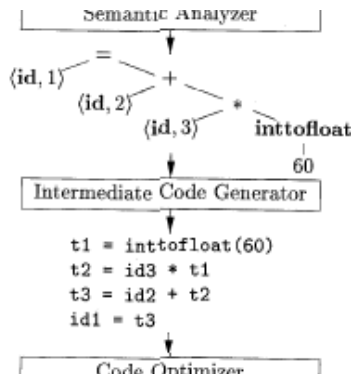 Semantic Analyzer
=
⟨id, 1⟩ +
⟨id, 2⟩ *
⟨id, 3⟩ inttofloat
60
Intermediate Code Generator
t1 = inttofloat(60)
t2 = id3 * t1
t3 = id2 + t2
id1 = t3
Code Optimizer